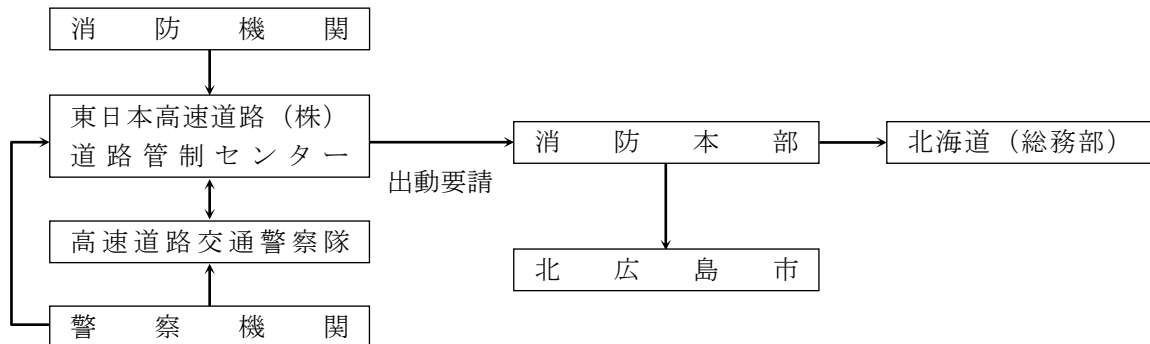 消防機関
東日本高速道路（株）
道路管制センター
出動要請
消防本部
北海道（総務部）
高速道路交通警察隊
北広島市
警察機関